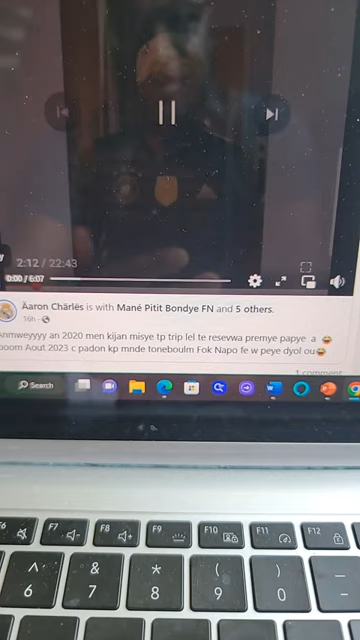 2:12 / 22:43
0:00 / 6:07
Aaron Chärlës is with Mané Pitit Bondye FN and 5 others.
16h
Anmweyyyy an 2020 men kijan misye tp trip lel te resevwa premye papye a
boom Aout 2023 c padon kp mnde toneboulm Fok Napo fe w peye dyol ou
1 comment
Search
F6 F7 F8 F9 F10 F11 F12
^ & * ( ) _
6 7 8 9 0 -